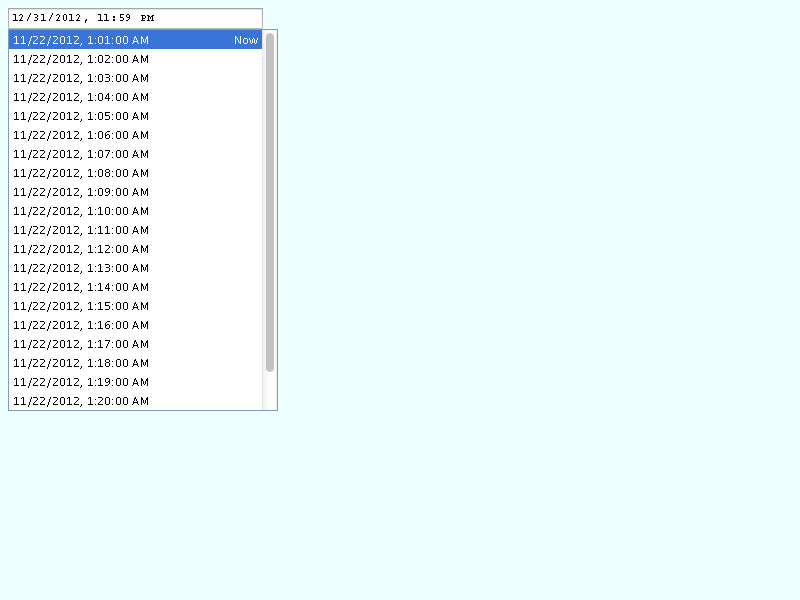 12/31/2012, 11:59 PM
11/22/2012, 1:01:00 AM Now
11/22/2012, 1:02:00 AM
11/22/2012, 1:03:00 AM
11/22/2012, 1:04:00 AM
11/22/2012, 1:05:00 AM
11/22/2012, 1:06:00 AM
11/22/2012, 1:07:00 AM
11/22/2012, 1:08:00 AM
11/22/2012, 1:09:00 AM
11/22/2012, 1:10:00 AM
11/22/2012, 1:11:00 AM
11/22/2012, 1:12:00 AM
11/22/2012, 1:13:00 AM
11/22/2012, 1:14:00 AM
11/22/2012, 1:15:00 AM
11/22/2012, 1:16:00 AM
11/22/2012, 1:17:00 AM
11/22/2012, 1:18:00 AM
11/22/2012, 1:19:00 AM
11/22/2012, 1:20:00 AM